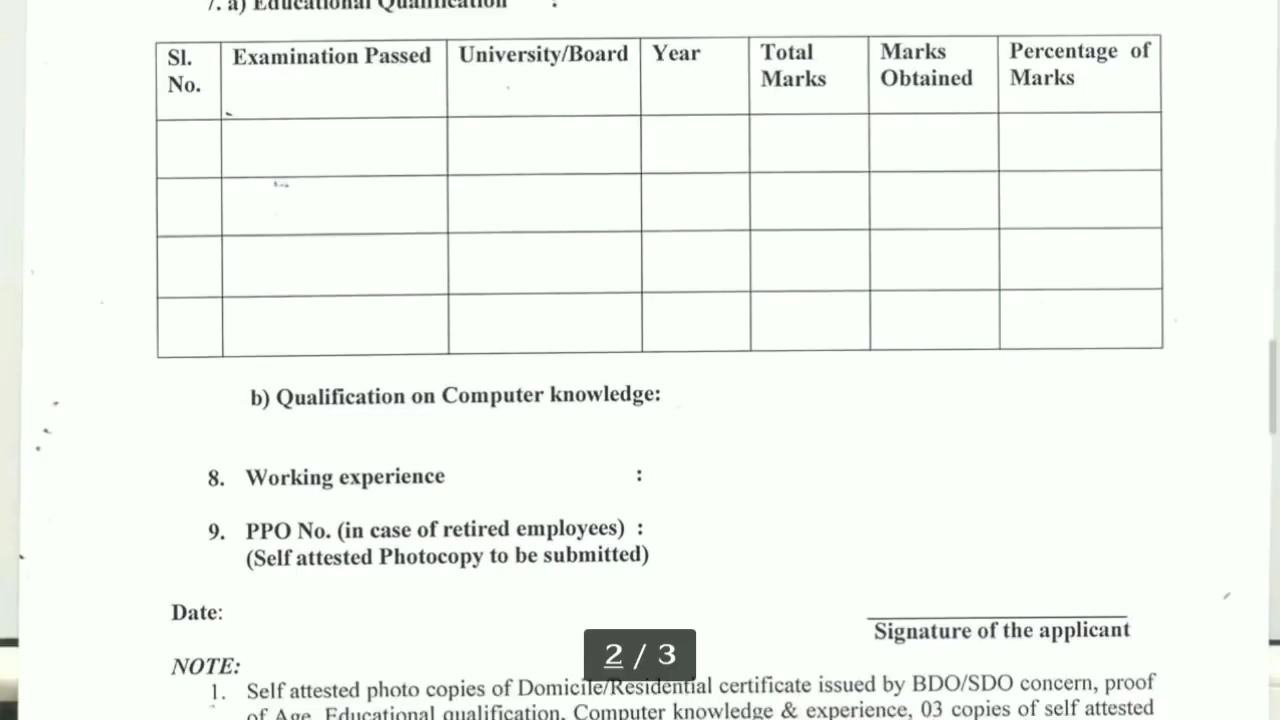 7. a) Educational Qualification :
Sl. No. Examination Passed University/Board Year Total Marks Marks Obtained Percentage of Marks
b) Qualification on Computer knowledge:
8. Working experience :
9. PPO No. (in case of retired employees) :
(Self attested Photocopy to be submitted)
Date:
Signature of the applicant
2 / 3
NOTE:
1. Self attested photo copies of Domicile/Residential certificate issued by BDO/SDO concern, proof
of Age, Educational qualification, Computer knowledge & experience, 03 copies of self attested